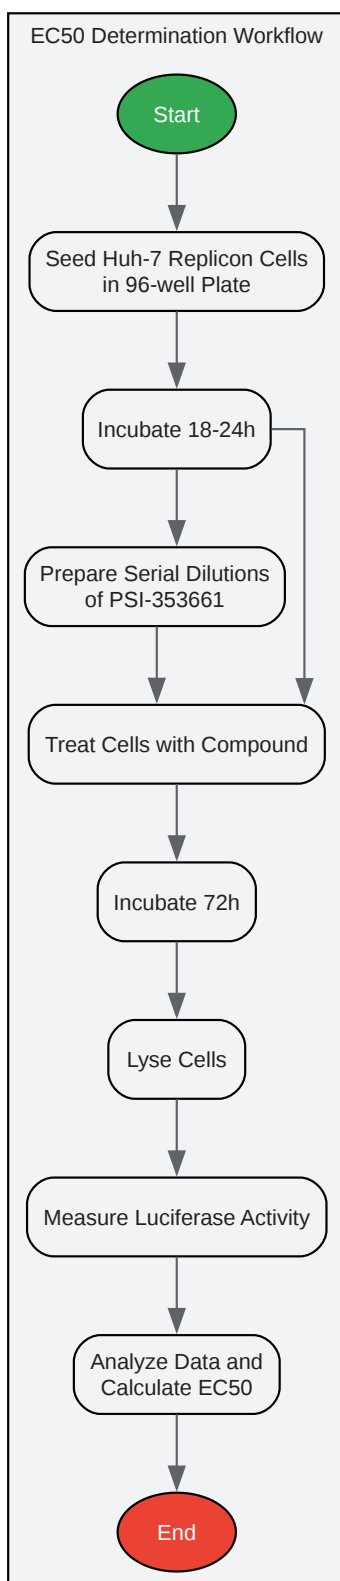 EC50 Determination Workflow
Start
Seed Huh-7 Replicon Cells
in 96-well Plate
Incubate 18-24h
Prepare Serial Dilutions
of PSI-353661
Treat Cells with Compound
Incubate 72h
Lyse Cells
Measure Luciferase Activity
Analyze Data and
Calculate EC50
End